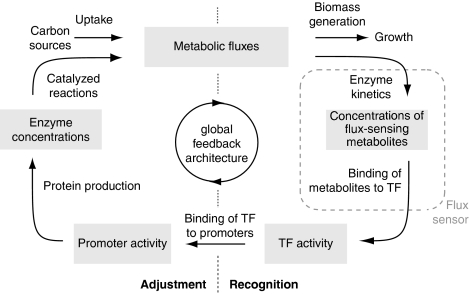 Uptake
Carbon
sources
Metabolic fluxes
Biomass
generation
Growth
Catalyzed
reactions
Enzyme
kinetics
Enzyme
concentrations
global
feedback
architecture
Concentrations of
flux-sensing
metabolites
Binding of
metabolites to TF
Protein production
Flux
sensor
Binding of TF
to promoters
Promoter activity
TF activity
Adjustment
Recognition